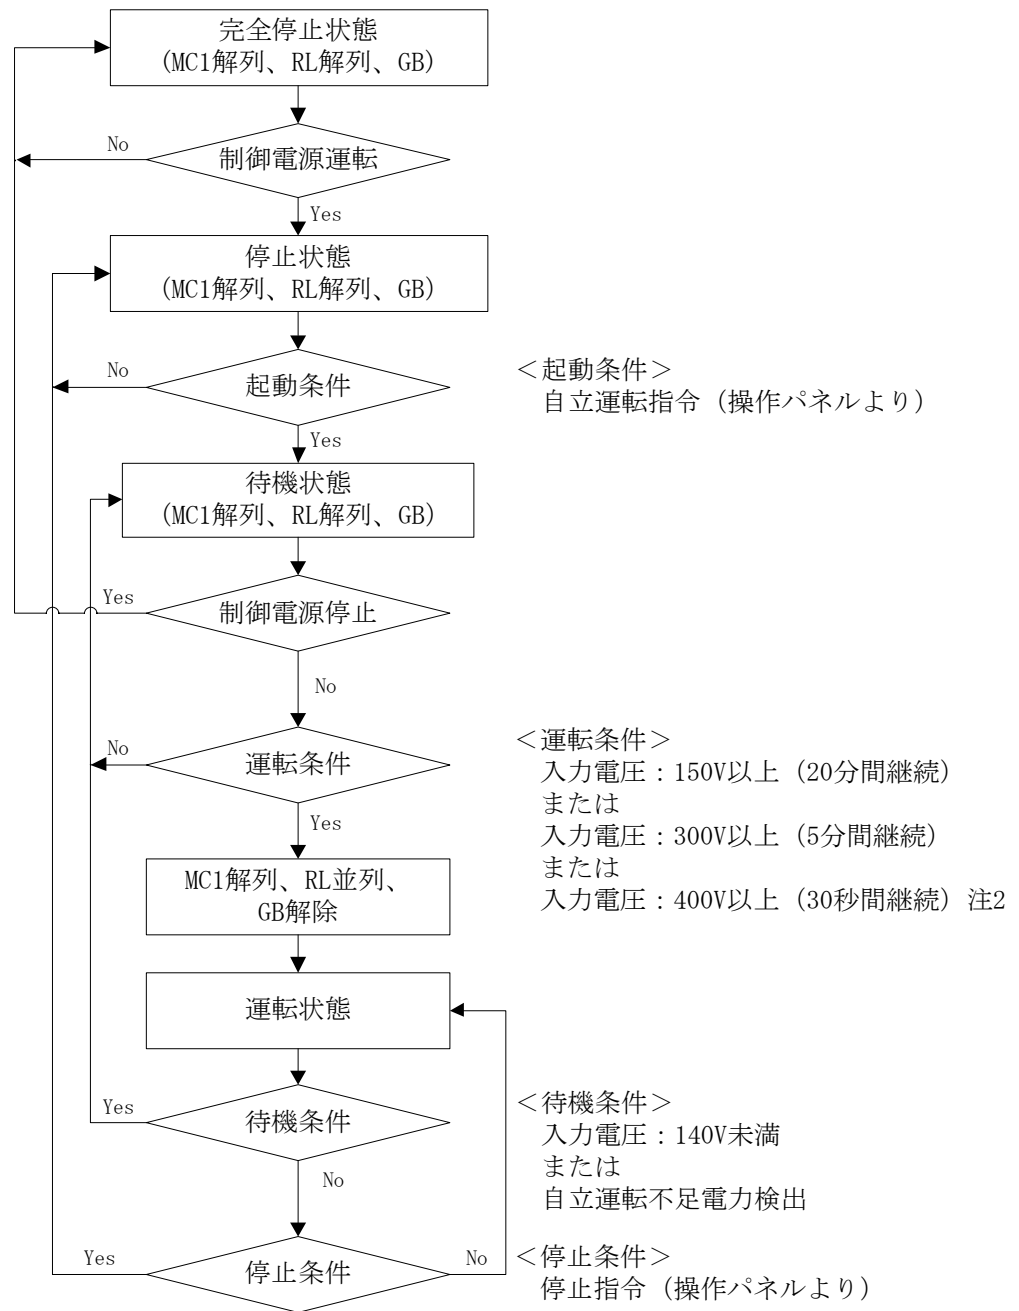 完全停止状態
(MC1解列、RL解列、GB)
No
制御電源運転
Yes
停止状態
(MC1解列、RL解列、GB)
No
起動条件
＜起動条件＞
自立運転指令（操作パネルより）
Yes
待機状態
(MC1解列、RL解列、GB)
Yes
制御電源停止
No
No
運転条件
＜運転条件＞
入力電圧：150V以上（20分間継続）
または
入力電圧：300V以上（5分間継続）
または
入力電圧：400V以上（30秒間継続）注2
Yes
MC1解列、RL並列、
GB解除
運転状態
Yes
待機条件
＜待機条件＞
入力電圧：140V未満
または
自立運転不足電力検出
No
Yes
停止条件
No
＜停止条件＞
停止指令（操作パネルより）